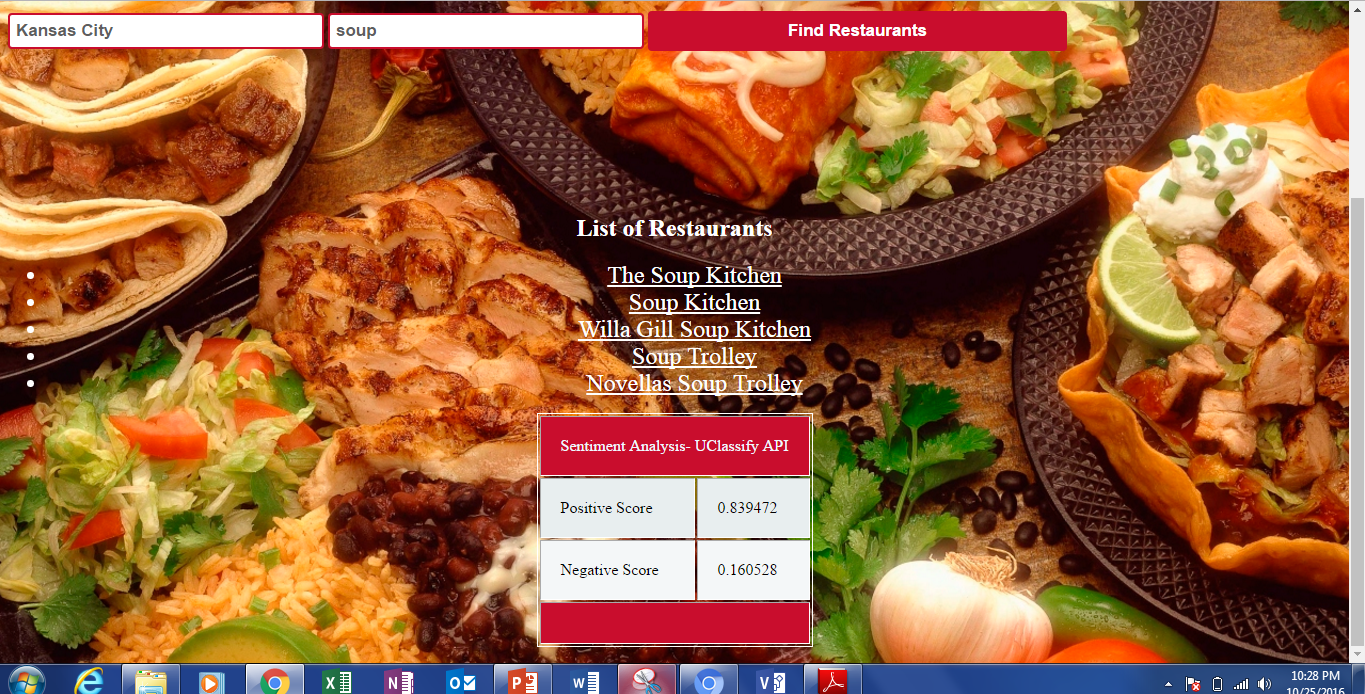 Kansas City
soup
Find Restaurants
List of Restaurants
The Soup Kitchen
Soup Kitchen
Willa Gill Soup Kitchen
Soup Trolley
Novellas Soup Trolley
Sentiment Analysis- UClassify API
Positive Score 0.839472
Negative Score 0.160528
10:28 PM
10/25/2016